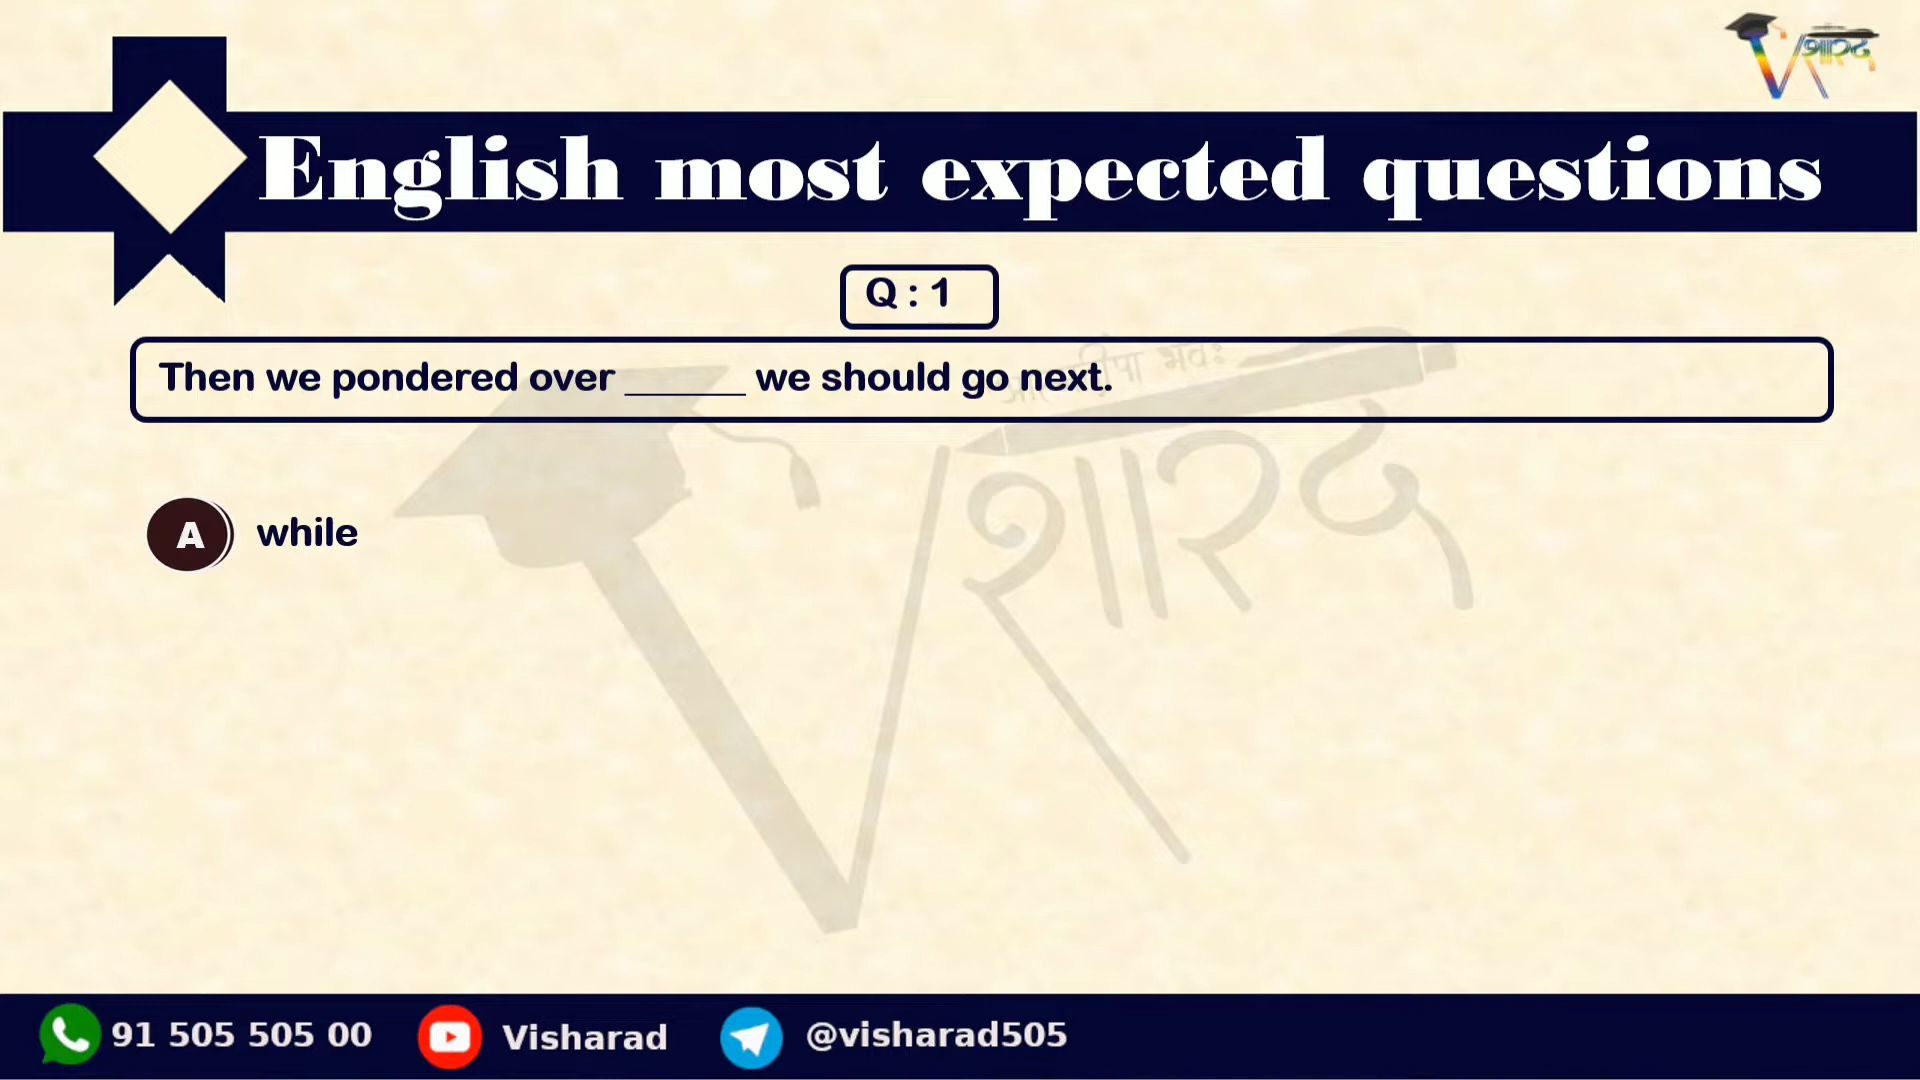 विशारद
English most expected questions
Q : 1
Then we pondered over ______ we should go next.
A while
91 505 505 00
Visharad
@visharad505